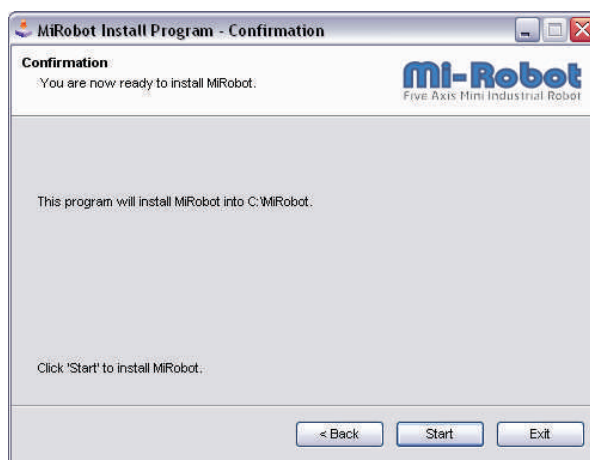 MiRobot Install Program - Confirmation
Confirmation
You are now ready to install MiRobot.
Mi-Robot
Five Axis Mini Industrial Robot
This program will install MiRobot into C:\MiRobot.
Click 'Start' to install MiRobot.
< Back Start Exit